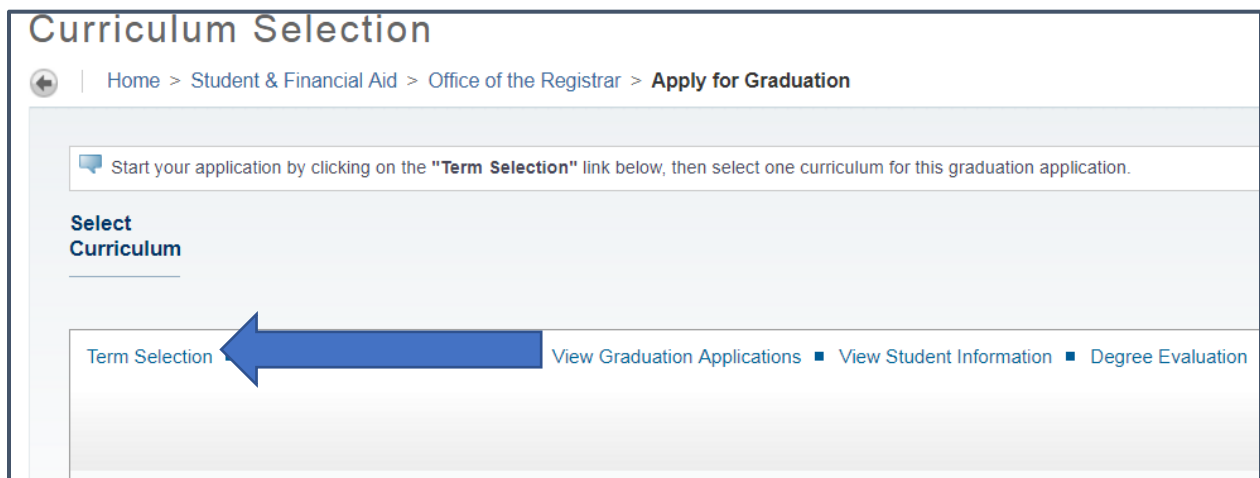 Curriculum Selection
Home > Student & Financial Aid > Office of the Registrar > Apply for Graduation
Start your application by clicking on the "Term Selection" link below, then select one curriculum for this graduation application.
Select
Curriculum
Term Selection ■ View Graduation Applications ■ View Student Information ■ Degree Evaluation